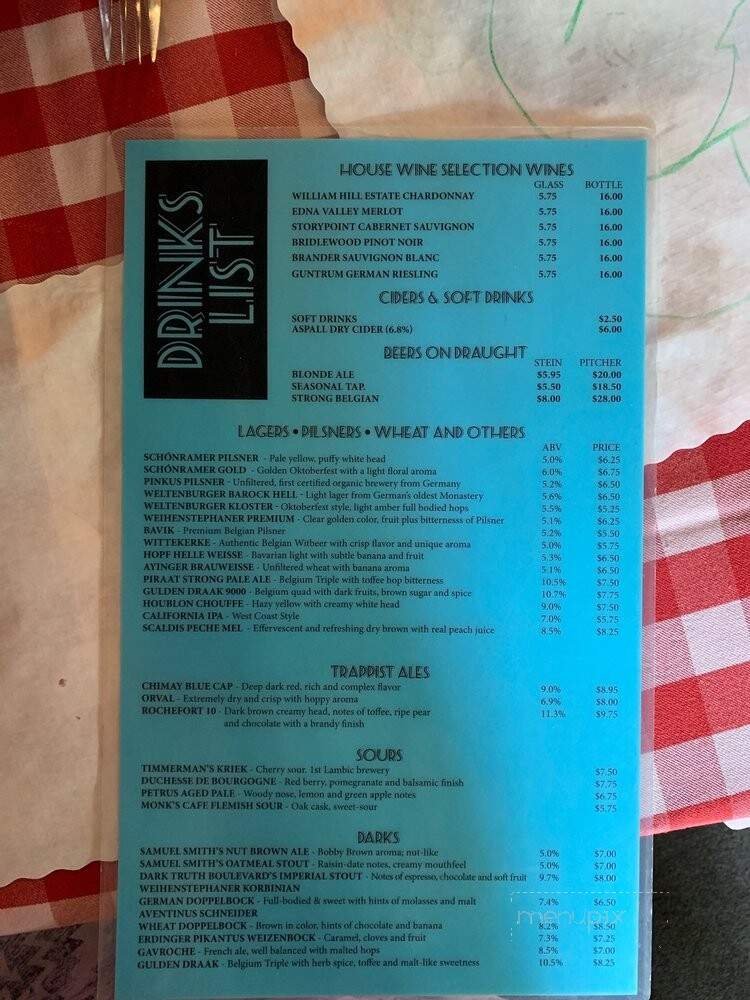 DRINKS
LIST
HOUSE WINE SELECTION WINES
GLASS BOTTLE
WILLIAM HILL ESTATE CHARDONNAY 5.75 16.00
EDNA VALLEY MERLOT 5.75 16.00
STORYPOINT CABERNET SAUVIGNON 5.75 16.00
BRIDLEWOOD PINOT NOIR 5.75 16.00
BRANDER SAUVIGNON BLANC 5.75 16.00
GUNTRUM GERMAN RIESLING 5.75 16.00
CIDERS & SOFT DRINKS
SOFT DRINKS $2.50
ASPALL DRY CIDER (6.8%) $6.00
BEERS ON DRAUGHT
STEIN PITCHER
BLONDE ALE $5.95 $20.00
SEASONAL TAP. $5.50 $18.50
STRONG BELGIAN $8.00 $28.00
LAGERS • PILSNERS • WHEAT AND OTHERS
ABV PRICE
SCHÖNRAMER PILSNER - Pale yellow, puffy white head 5.0% $6.25
SCHÖNRAMER GOLD - Golden Oktoberfest with a light floral aroma 6.0% $6.75
PINKUS PILSNER - Unfiltered, first certified organic brewery from Germany 5.2% $6.50
WELTENBURGER BAROCK HELL - Light lager from German's oldest Monastery 5.6% $6.50
WELTENBURGER KLOSTER - Oktoberfest style, light amber full bodied hops 5.5% $5.25
WEIHENSTEPHANER PREMIUM - Clear golden color, fruit plus bitternesss of Pilsner 5.1% $6.25
BAVIK - Premium Belgian Pilsner 5.2% $5.50
WITTEKERKE - Authentic Belgian Witbeer with crisp flavor and unique aroma 5.0% $5.75
HOPF HELLE WEISSE - Bavarian light with subtle banana and fruit 5.3% $6.50
AYINGER BRAUWEISSE - Unfiltered wheat with banana aroma 5.1% $6.50
PIRAAT STRONG PALE ALE - Belgium Triple with toffee hop bitterness 10.5% $7.50
GULDEN DRAAK 9000 - Belgium quad with dark fruits, brown sugar and spice 10.7% $7.75
HOUBLON CHOUFFE - Hazy yellow with creamy white head 9.0% $7.50
CALIFORNIA IPA - West Coast Style 7.0% $5.75
SCALDIS PECHE MEL - Effervescent and refreshing dry brown with real peach juice 8.5% $8.25
TRAPPIST ALES
CHIMAY BLUE CAP - Deep dark red, rich and complex flavor 9.0% $8.95
ORVAL - Extremely dry and crisp with hoppy aroma 6.9% $8.00
ROCHEFORT 10 - Dark brown creamy head, notes of toffee, ripe pear 11.3% $9.75
and chocolate with a brandy finish
SOURS
TIMMERMAN'S KRIEK - Cherry sour. 1st Lambic brewery $7.50
DUCHESSE DE BOURGOGNE - Red berry, pomegranate and balsamic finish $7.75
PETRUS AGED PALE - Woody nose, lemon and green apple notes $6.75
MONK'S CAFE FLEMISH SOUR - Oak cask, sweet-sour $5.75
DARKS
SAMUEL SMITH'S NUT BROWN ALE - Bobby Brown aroma; nut-like 5.0% $7.00
SAMUEL SMITH'S OATMEAL STOUT - Raisin-date notes, creamy mouthfeel 5.0% $7.00
DARK TRUTH BOULEVARD'S IMPERIAL STOUT - Notes of espresso, chocolate and soft fruit 9.7% $8.00
WEIHENSTEPHANER KORBINIAN
GERMAN DOPPELBOCK - Full-bodied & sweet with hints of molasses and malt 7.4% $6.50
AVENTINUS SCHNEIDER
WHEAT DOPPELBOCK - Brown in color, hints of chocolate and banana 8.2% $8.50
ERDINGER PIKANTUS WEIZENBOCK - Caramel, cloves and fruit 7.3% $7.25
GAVROCHE - French ale, well balanced with malted hops 8.5% $7.00
GULDEN DRAAK - Belgium Triple with herb spice, toffee and malt-like sweetness 10.5% $8.25
menupix